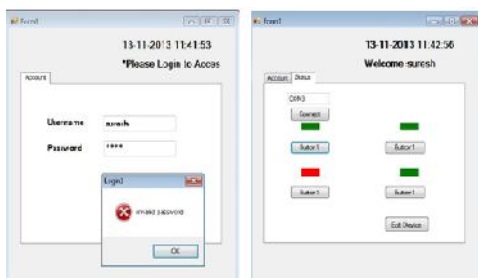 Form1
13-11-2013 11:41:53
*Please Login to Acces
Account
Username suresh
Password ****
Login1
invalid password
OK
Form1
13-11-2013 11:42:56
Welcome suresh
Account Status
COM3
Connect
Button1 Button1
Button1 Button1
Exit Device